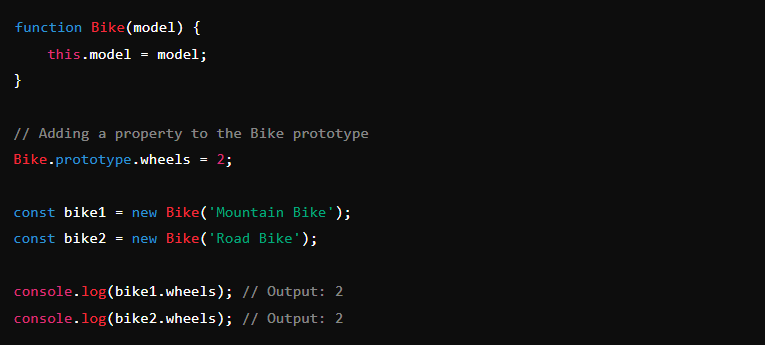 function Bike(model) {
    this.model = model;
}
// Adding a property to the Bike prototype
Bike.prototype.wheels = 2;
const bike1 = new Bike('Mountain Bike');
const bike2 = new Bike('Road Bike');
console.log(bike1.wheels); // Output: 2
console.log(bike2.wheels); // Output: 2